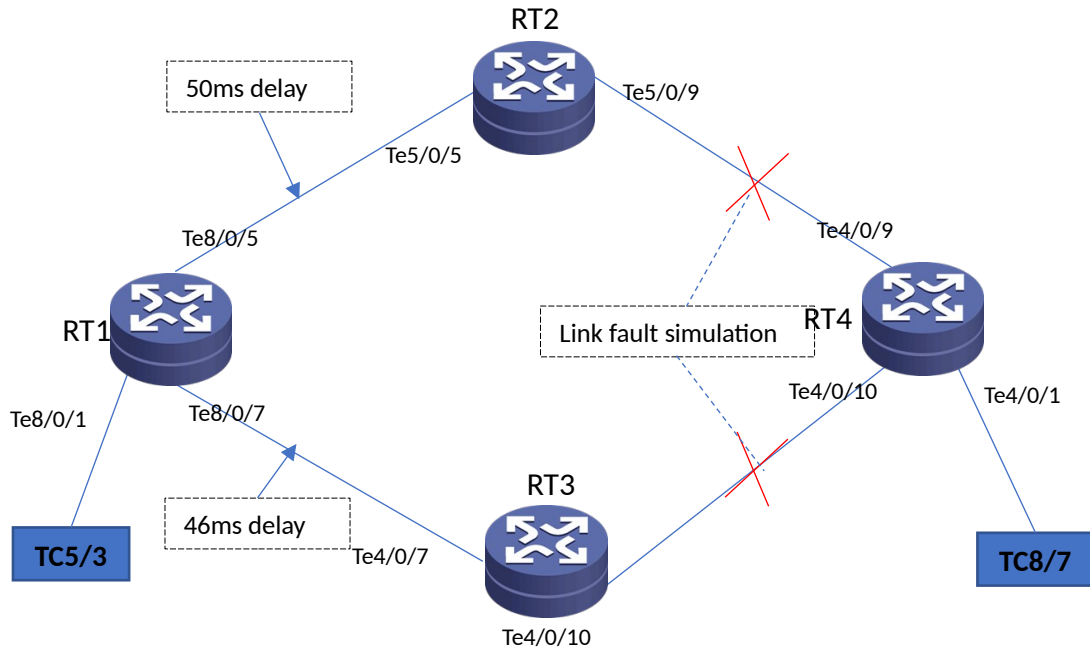 RT2
50ms delay
Te5/0/9
Te5/0/5
Te8/0/5
Te4/0/9
RT1
Link fault simulation
RT4
Te8/0/1
Te8/0/7
Te4/0/10
Te4/0/1
RT3
46ms delay
Te4/0/7
TC5/3
TC8/7
Te4/0/10